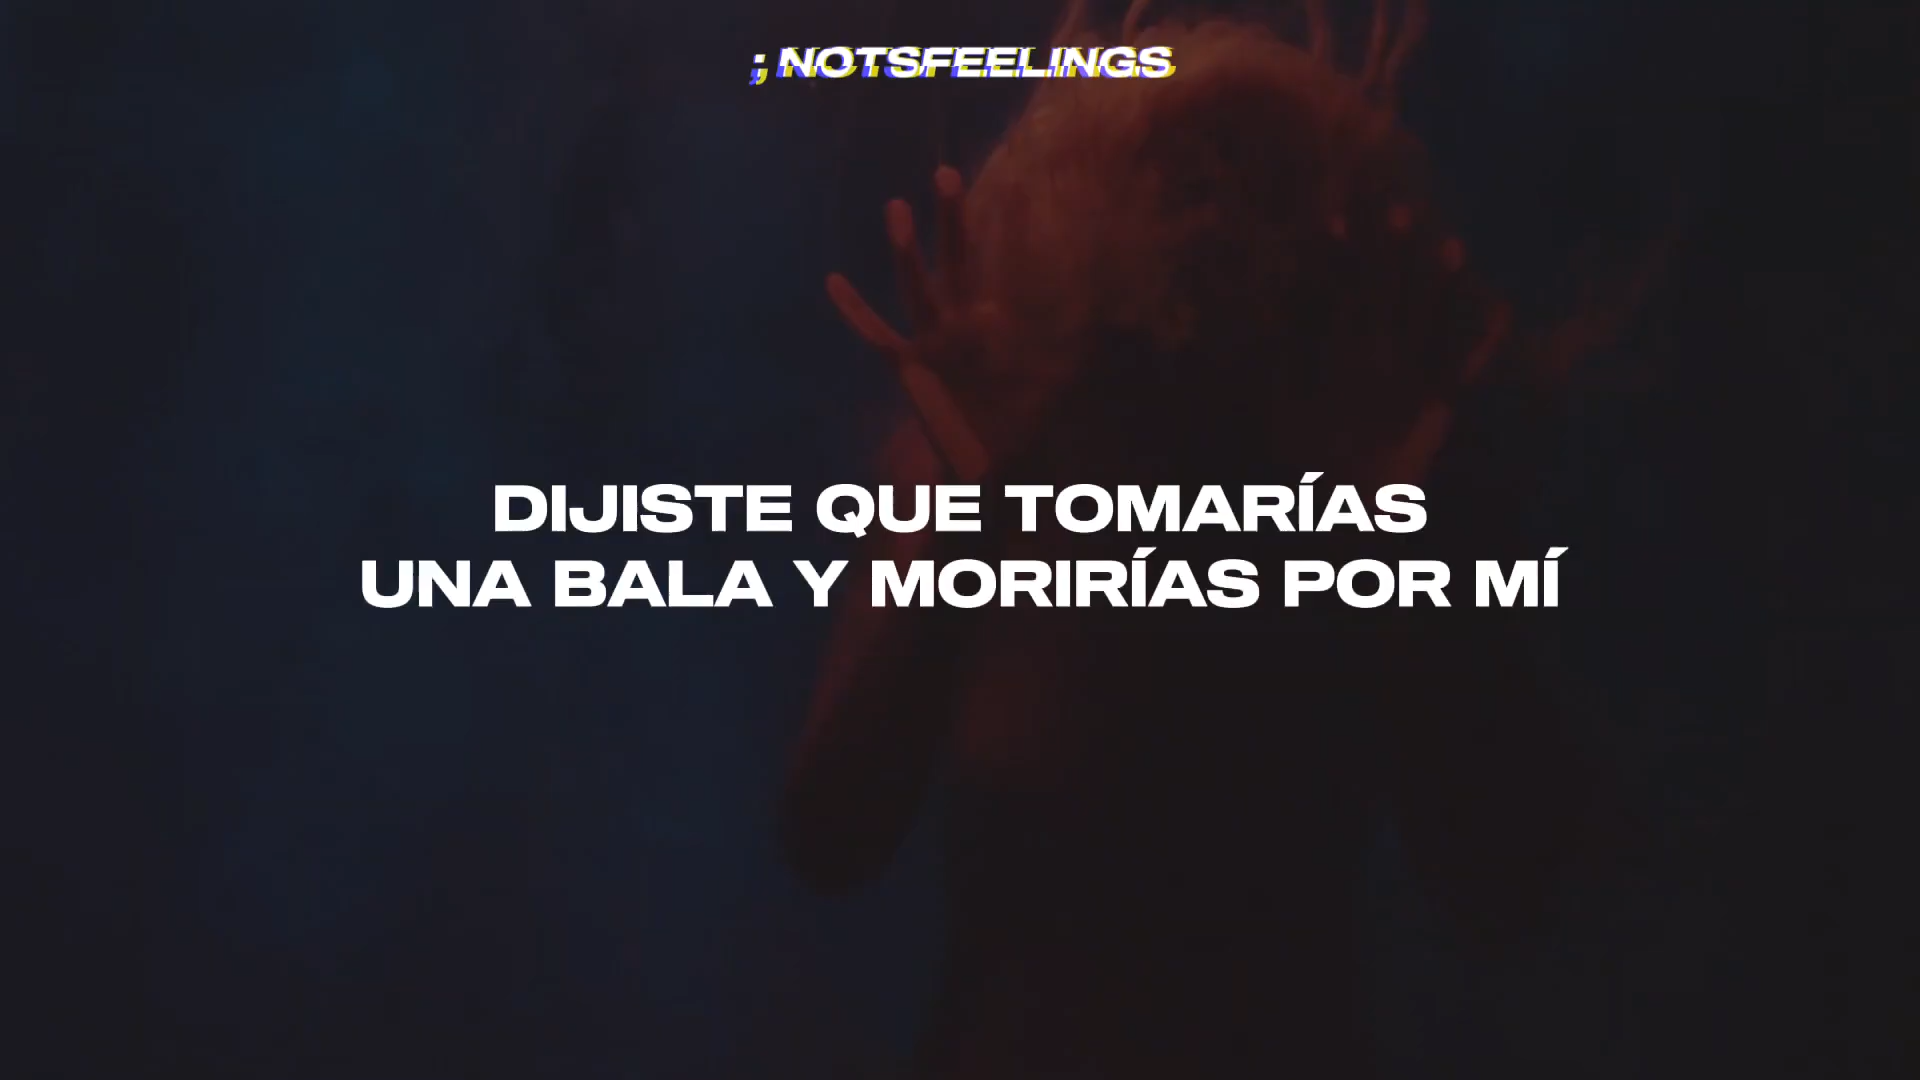 ; NOTSFEELINGS
DIJISTE QUE TOMARÍAS
UNA BALA Y MORIRÍAS POR MÍ